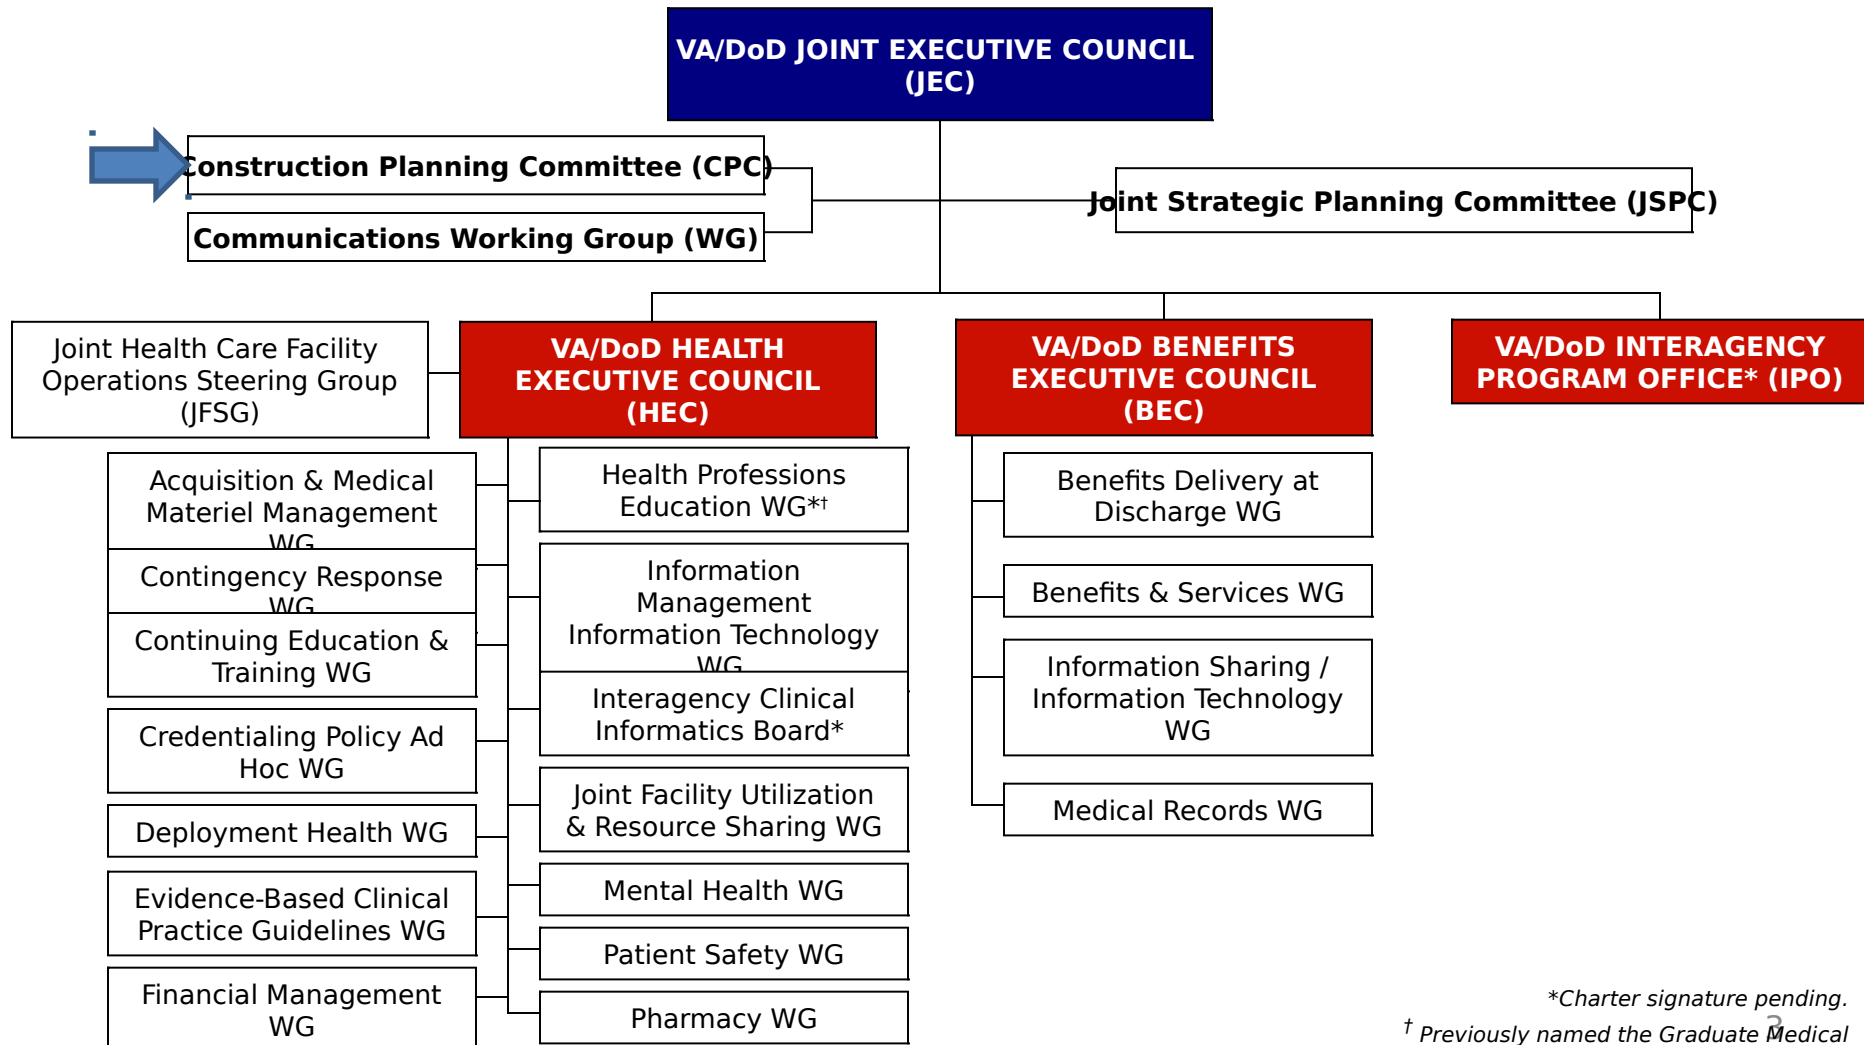 VA/DoD JOINT EXECUTIVE COUNCIL
(JEC)
Construction Planning Committee (CPC)
Communications Working Group (WG)
Joint Strategic Planning Committee (JSPC)
Joint Health Care Facility
Operations Steering Group
(JFSG)
VA/DoD HEALTH
EXECUTIVE COUNCIL
(HEC)
VA/DoD BENEFITS
EXECUTIVE COUNCIL
(BEC)
VA/DoD INTERAGENCY
PROGRAM OFFICE* (IPO)
Acquisition & Medical
Materiel Management
WG
Contingency Response
WG
Continuing Education &
Training WG
Credentialing Policy Ad
Hoc WG
Deployment Health WG
Evidence-Based Clinical
Practice Guidelines WG
Financial Management
WG
Health Professions
Education WG*†
Information
Management
Information Technology
WG
Interagency Clinical
Informatics Board*
Joint Facility Utilization
& Resource Sharing WG
Mental Health WG
Patient Safety WG
Pharmacy WG
Benefits Delivery at
Discharge WG
Benefits & Services WG
Information Sharing /
Information Technology
WG
Medical Records WG
*Charter signature pending.
† Previously named the Graduate Medical
3